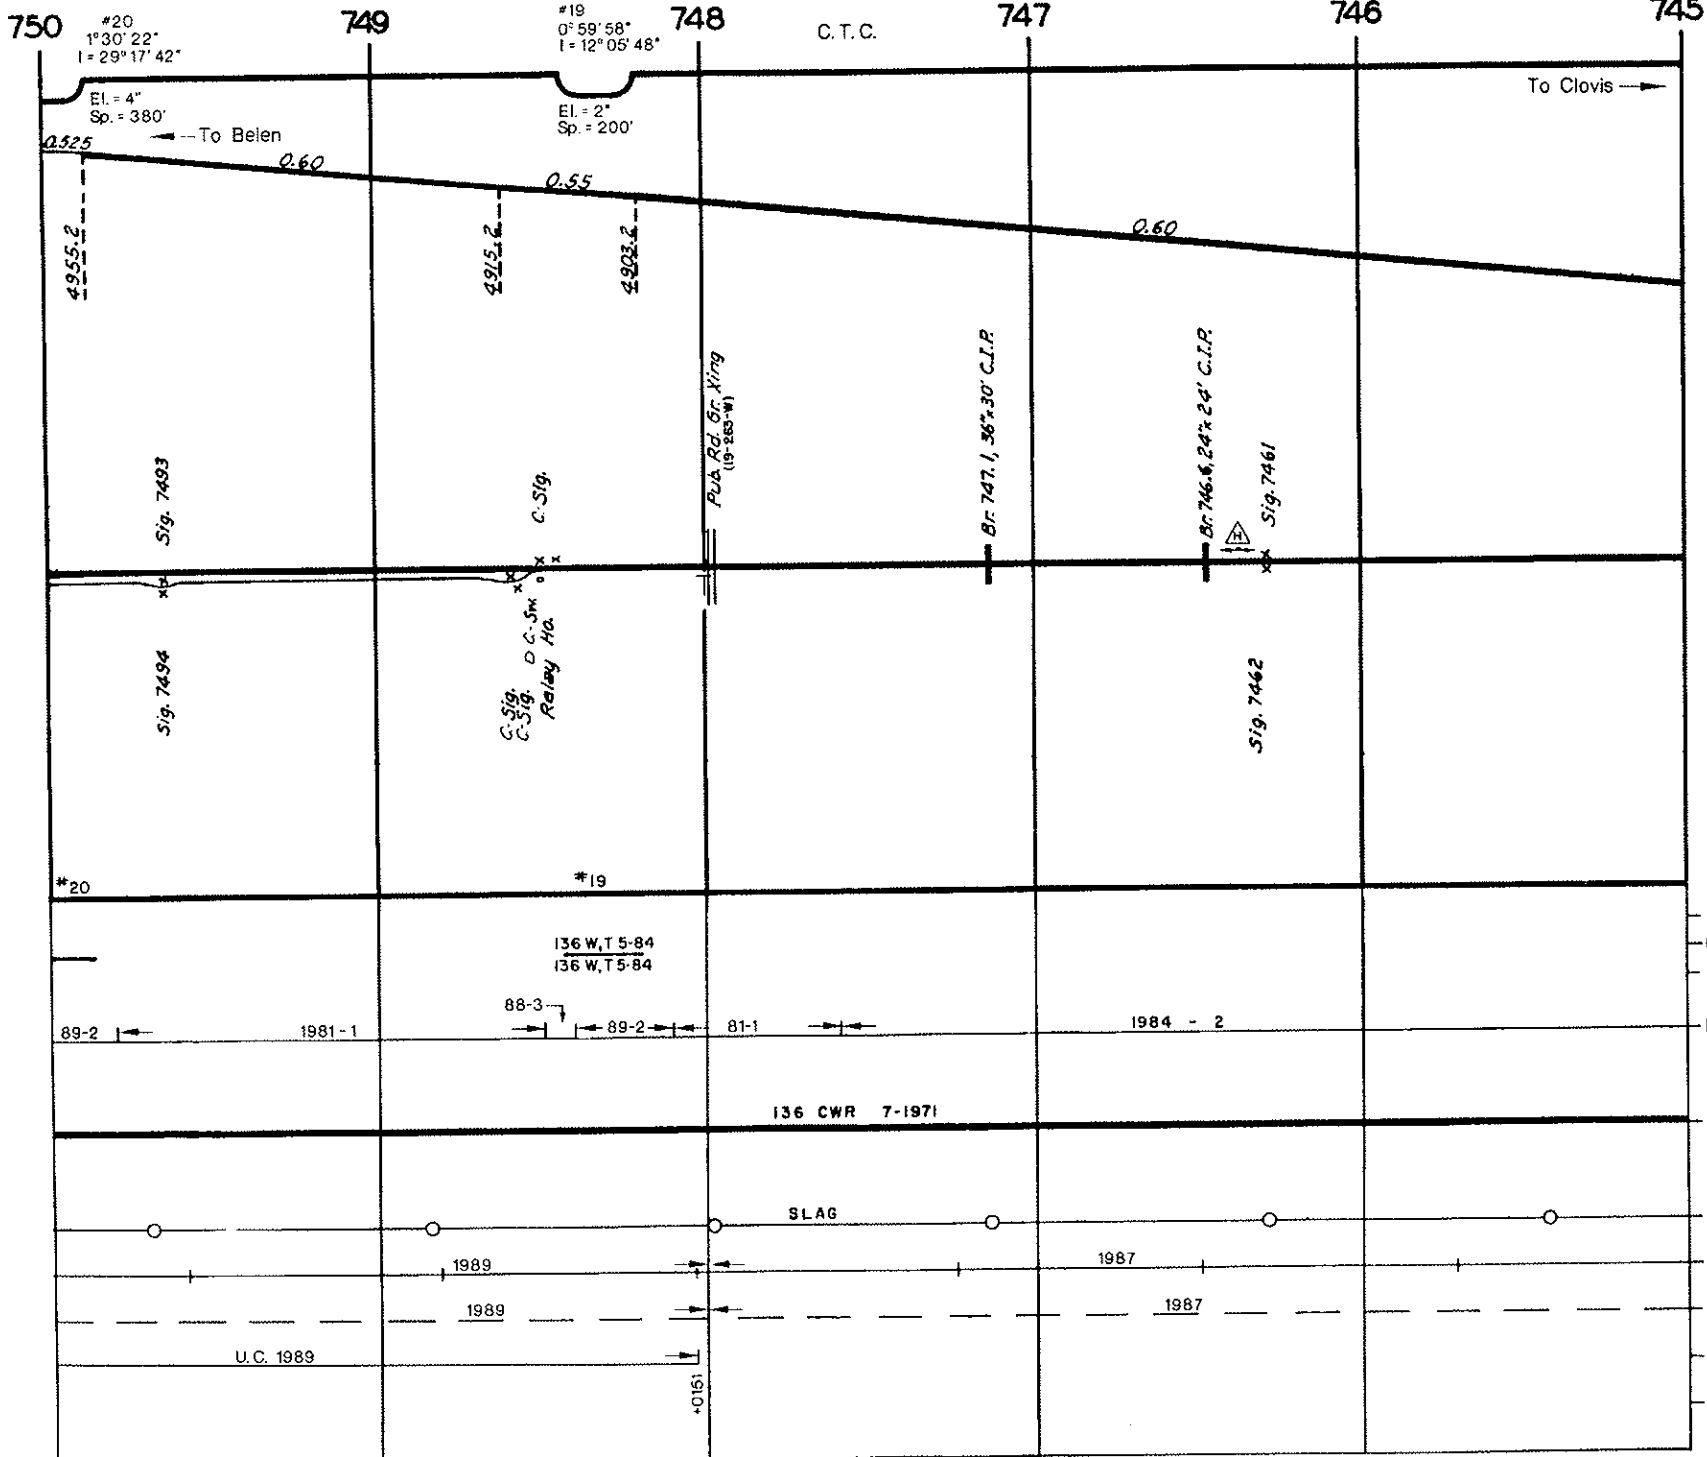 750 749 748 747 746 745
#20
1° 30' 22"
I = 29° 17' 42"
#19
0° 59' 58"
I = 12° 05' 48"
C.T.C.
El. = 4"
Sp. = 380'
El. = 2"
Sp. = 200'
To Clovis
To Belen
0.525
0.60
0.55
0.60
4955.2
4915.2
4903.2
Pub. Rd. Gr. Xing
(19-263-W)
Br. 747.1, 36"x30' C.I.P.
Br. 746.6, 24"x24' C.I.P.
H
Sig. 7461
Sig. 7493
C-Sig.
Sig. 7494
C-Sig.
C-Sig.
C-Sw.
Relay Ho.
Sig. 7462
#20
#19
136 W,T 5-84
136 W,T 5-84
88-3
89-2
1981-1
89-2
81-1
1984 - 2
136 CWR 7-1971
SLAG
1989
1987
1989
1987
U.C. 1989
+0151